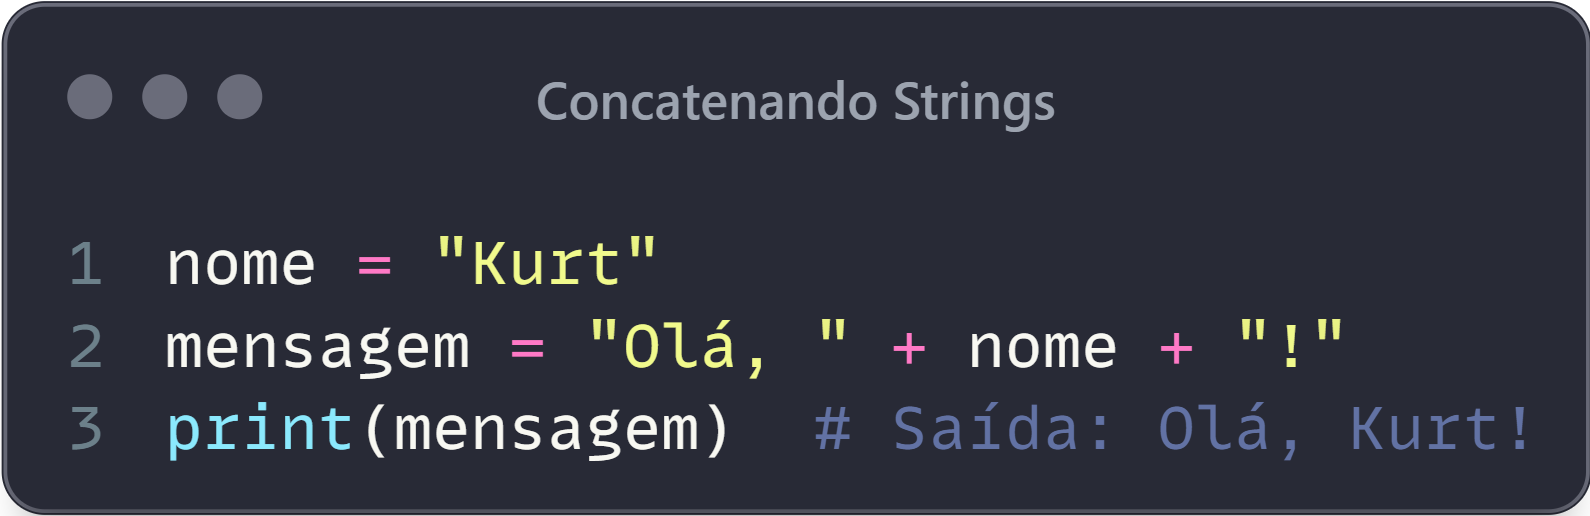 Concatenando Strings
1 nome = "Kurt"
2 mensagem = "Olá, " + nome + "!"
3 print(mensagem)  # Saída: Olá, Kurt!